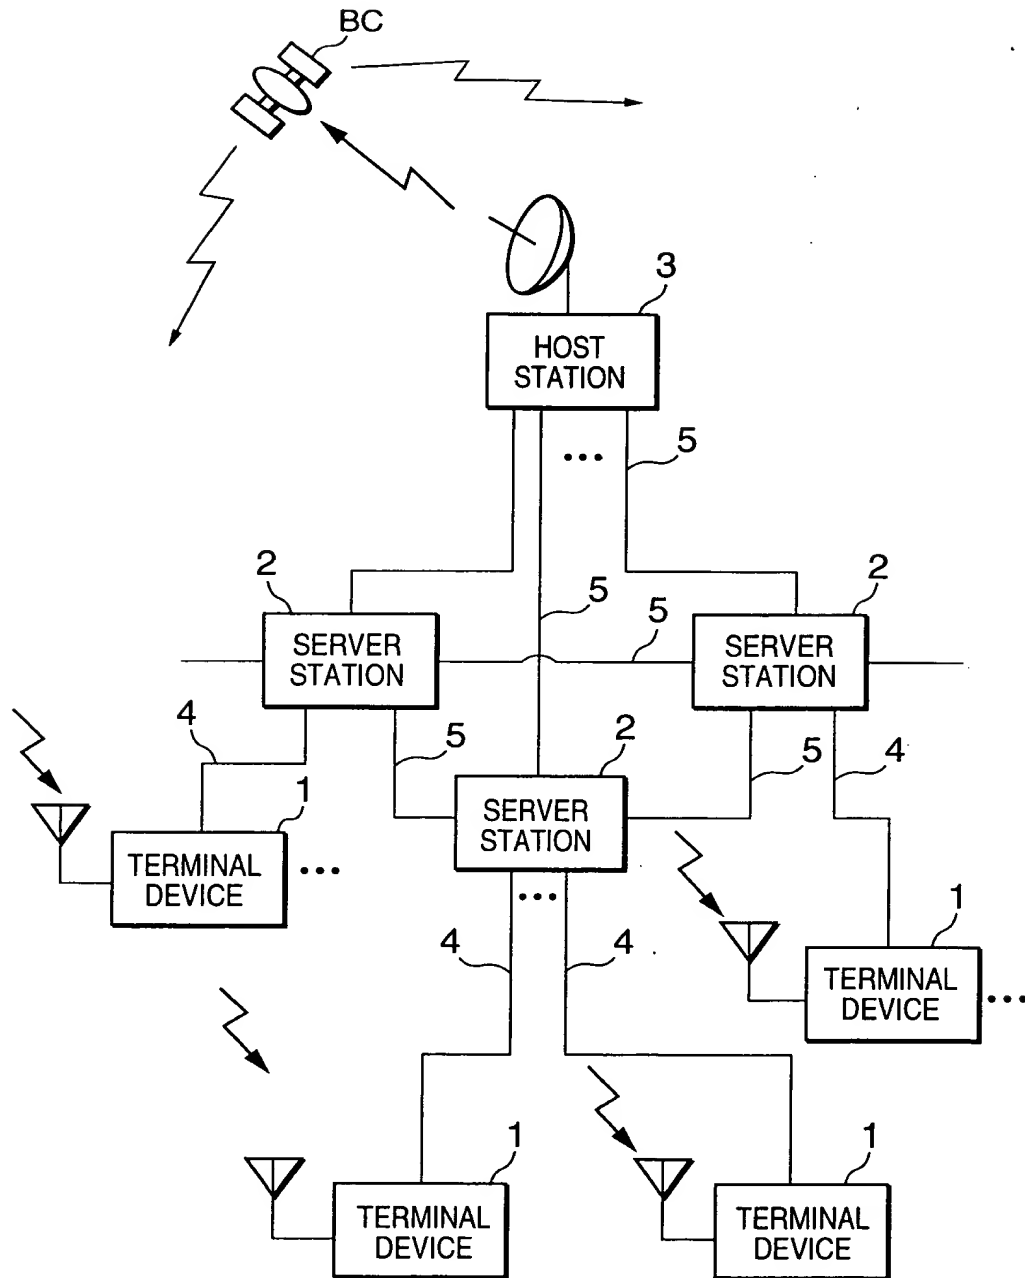 BC
3
HOST
STATION
5
2
2
5
5
SERVER
STATION
SERVER
STATION
4
5
2
5
4
1
SERVER
STATION
TERMINAL
DEVICE
1
4
4
TERMINAL
DEVICE
1
1
TERMINAL
DEVICE
TERMINAL
DEVICE